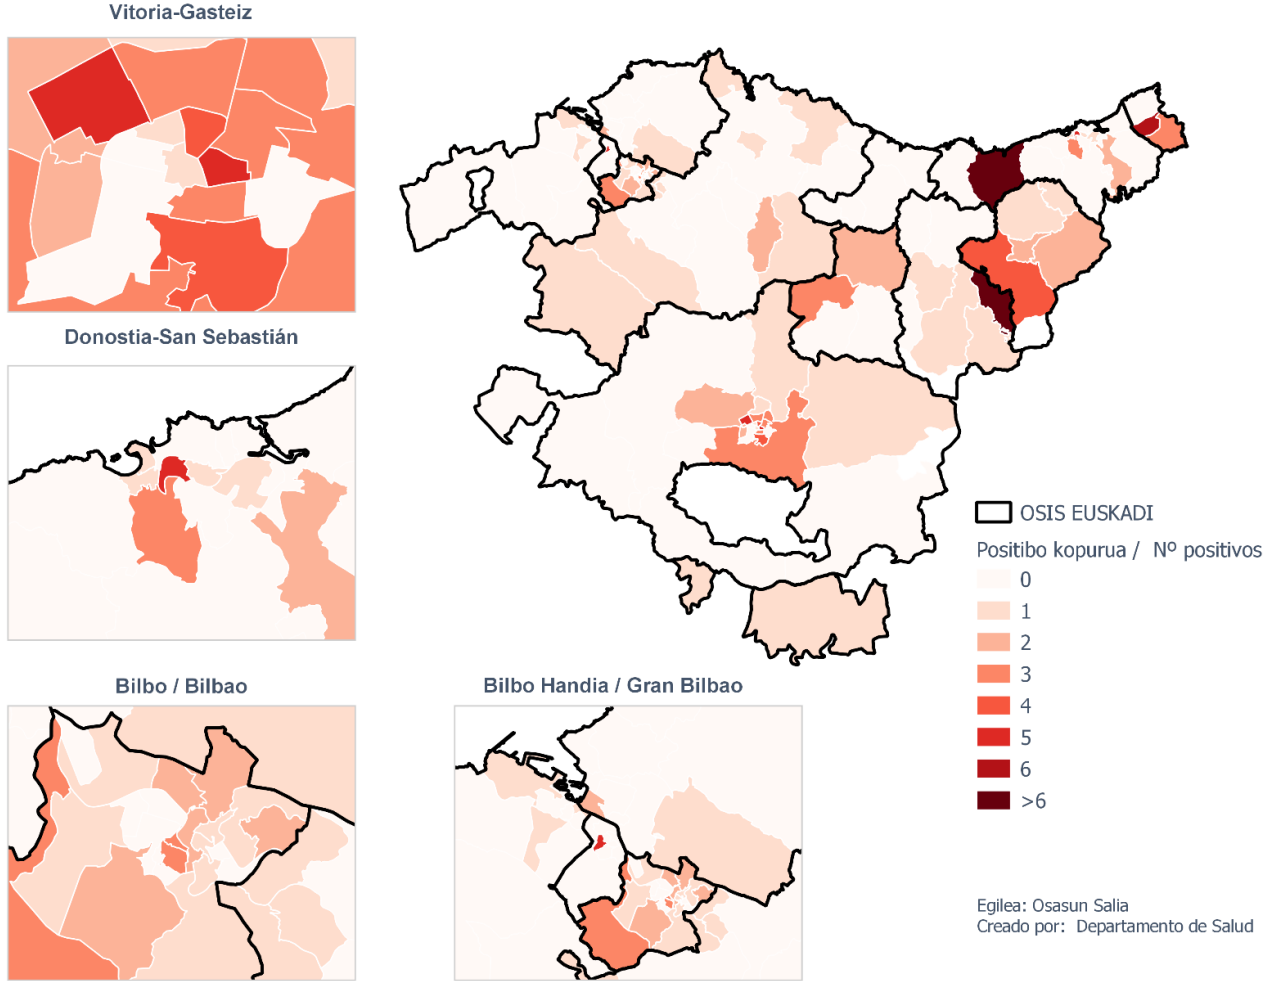 Vitoria-Gasteiz
Donostia-San Sebastián
Bilbo / Bilbao
Bilbo Handia / Gran Bilbao
OSIS EUSKADI
Positibo kopurua / Nº positivos
0
1
2
3
4
5
6
>6
Egilea: Osasun Salia
Creado por: Departamento de Salud